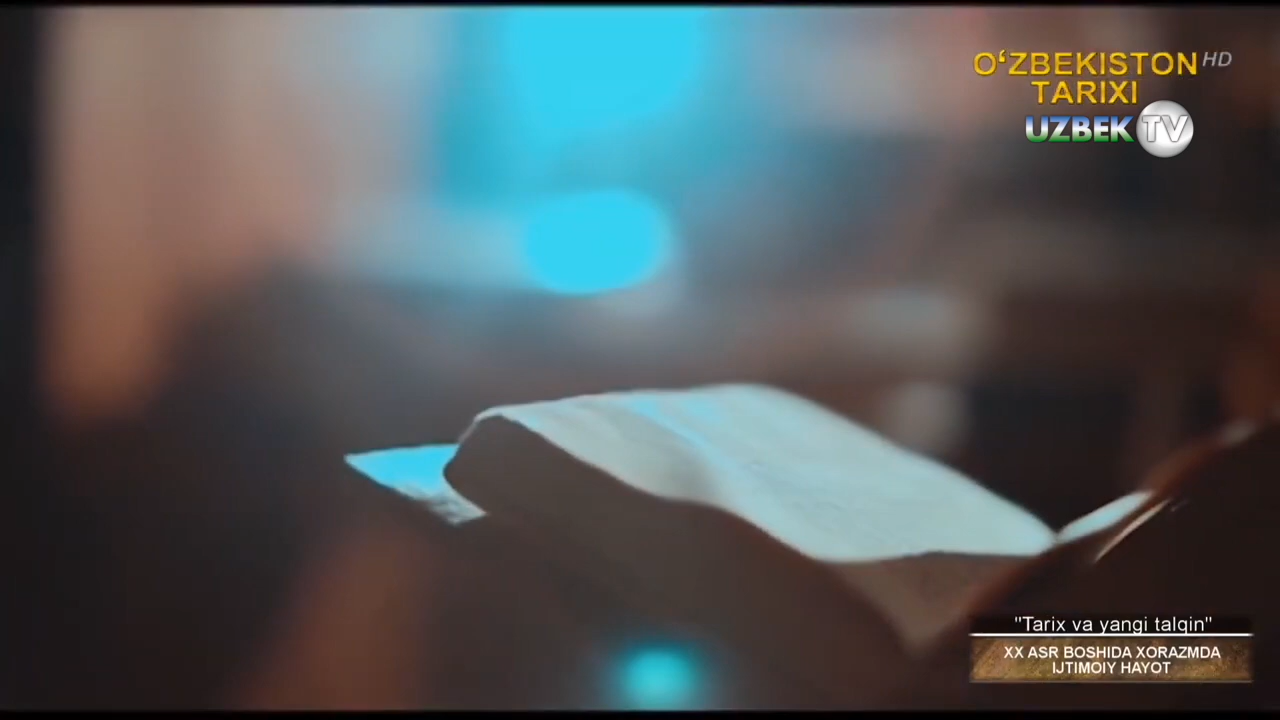 O‘ZBEKISTON HD
TARIXI
UZBEK TV
"Tarix va yangi talqin"
XX ASR BOSHIDA XORAZMDA
IJTIMOIY HAYOT